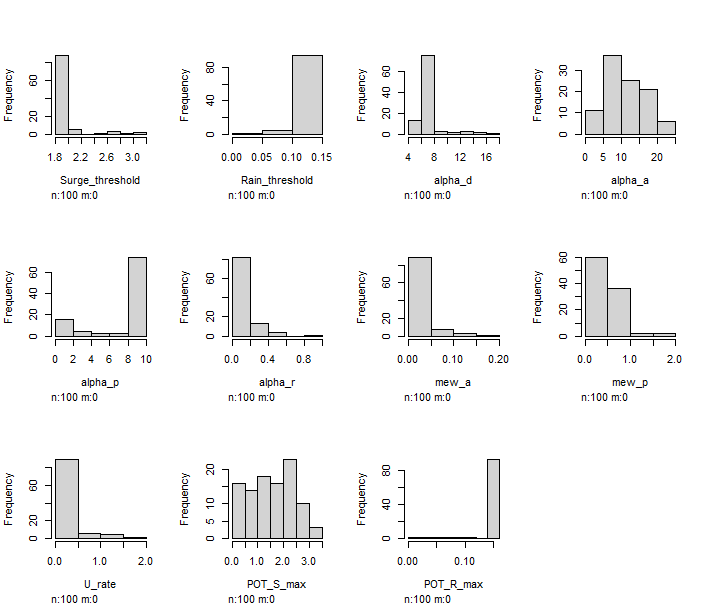 Frequency
0
20
60
1.8
2.2
2.6
3.0
Surge_threshold
n:100 m:0
Frequency
0
40
80
0.00
0.05
0.10
0.15
Rain_threshold
n:100 m:0
Frequency
0
20
40
60
4
8
12
16
alpha_d
n:100 m:0
Frequency
0
10
20
30
0
5
10
20
alpha_a
n:100 m:0
Frequency
0
20
40
60
0
2
4
6
8
10
alpha_p
n:100 m:0
Frequency
0
20
40
60
80
0.0
0.4
0.8
alpha_r
n:100 m:0
Frequency
0
20
60
0.00
0.10
0.20
mew_a
n:100 m:0
Frequency
0
20
40
60
0.0
1.0
2.0
mew_p
n:100 m:0
Frequency
0
20
60
0.0
1.0
2.0
U_rate
n:100 m:0
Frequency
0
5
10
20
0.0
1.0
2.0
3.0
POT_S_max
n:100 m:0
Frequency
0
40
80
0.00
0.10
POT_R_max
n:100 m:0